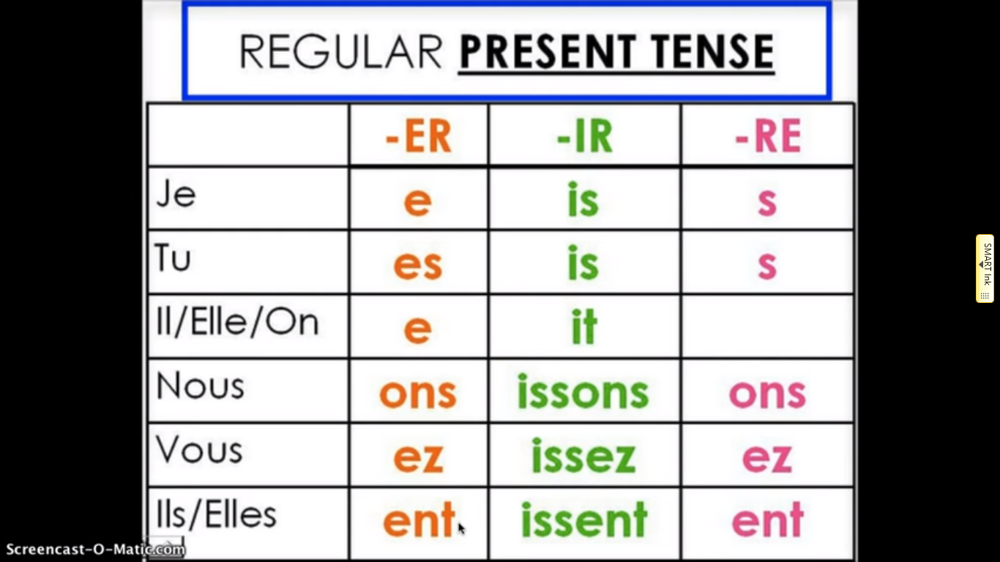 REGULAR PRESENT TENSE
-ER -IR -RE
Je e is s
Tu es is s
Il/Elle/On e it
Nous ons issons ons
Vous ez issez ez
Ils/Elles ent issent ent
SMART Ink
Screencast-O-Matic.com